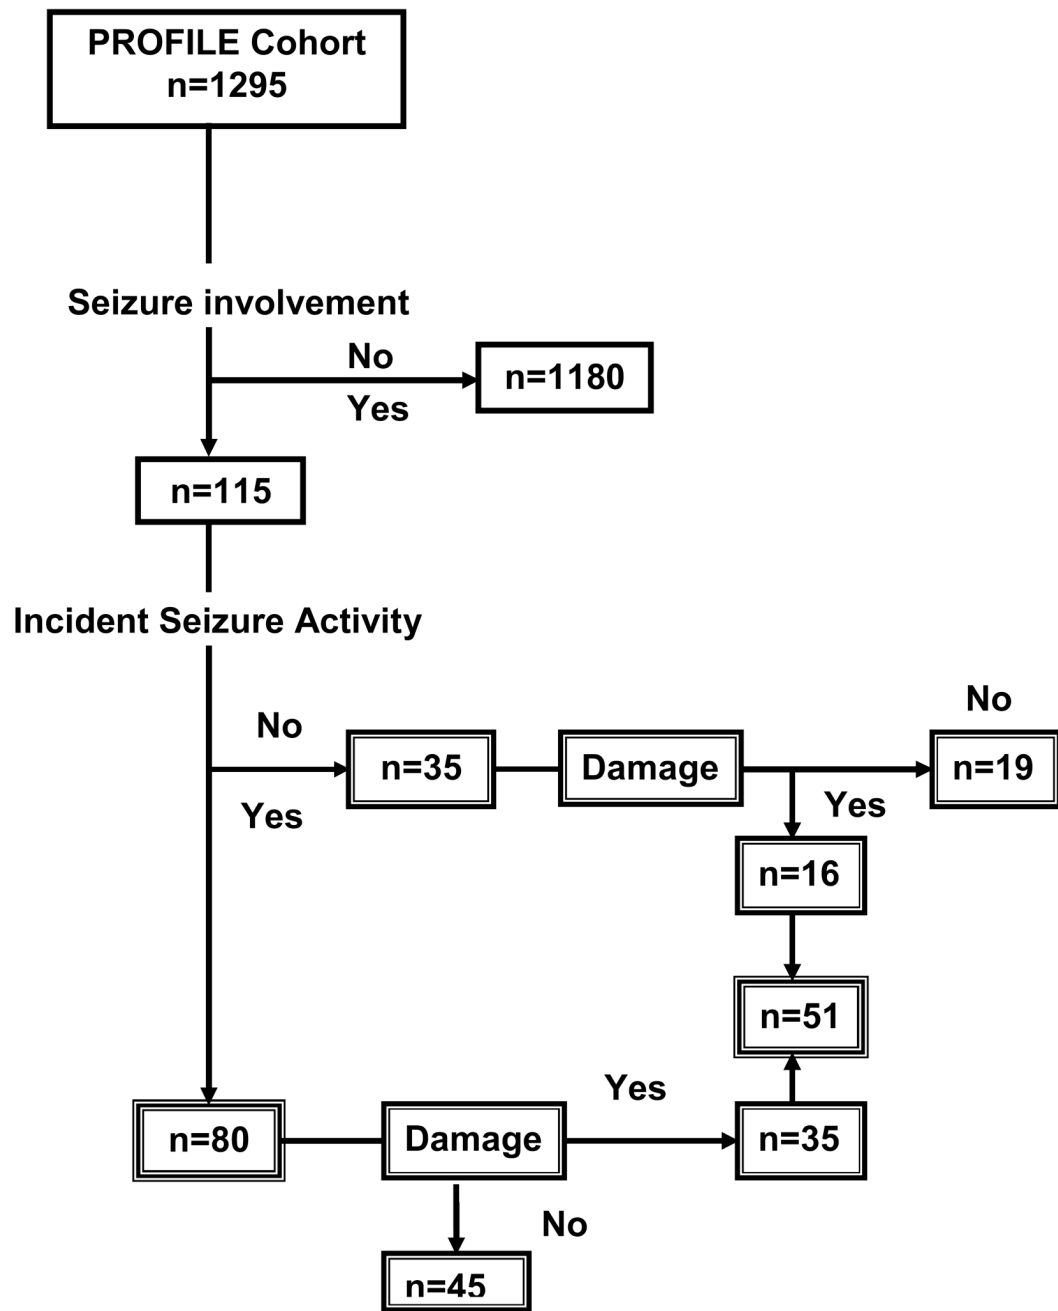 PROFILE Cohort
n=1295
Seizure involvement
No
n=1180
Yes
n=115
Incident Seizure Activity
No
No
n=35
Damage
n=19
Yes
Yes
n=16
n=51
Yes
n=80
Damage
n=35
No
n=45